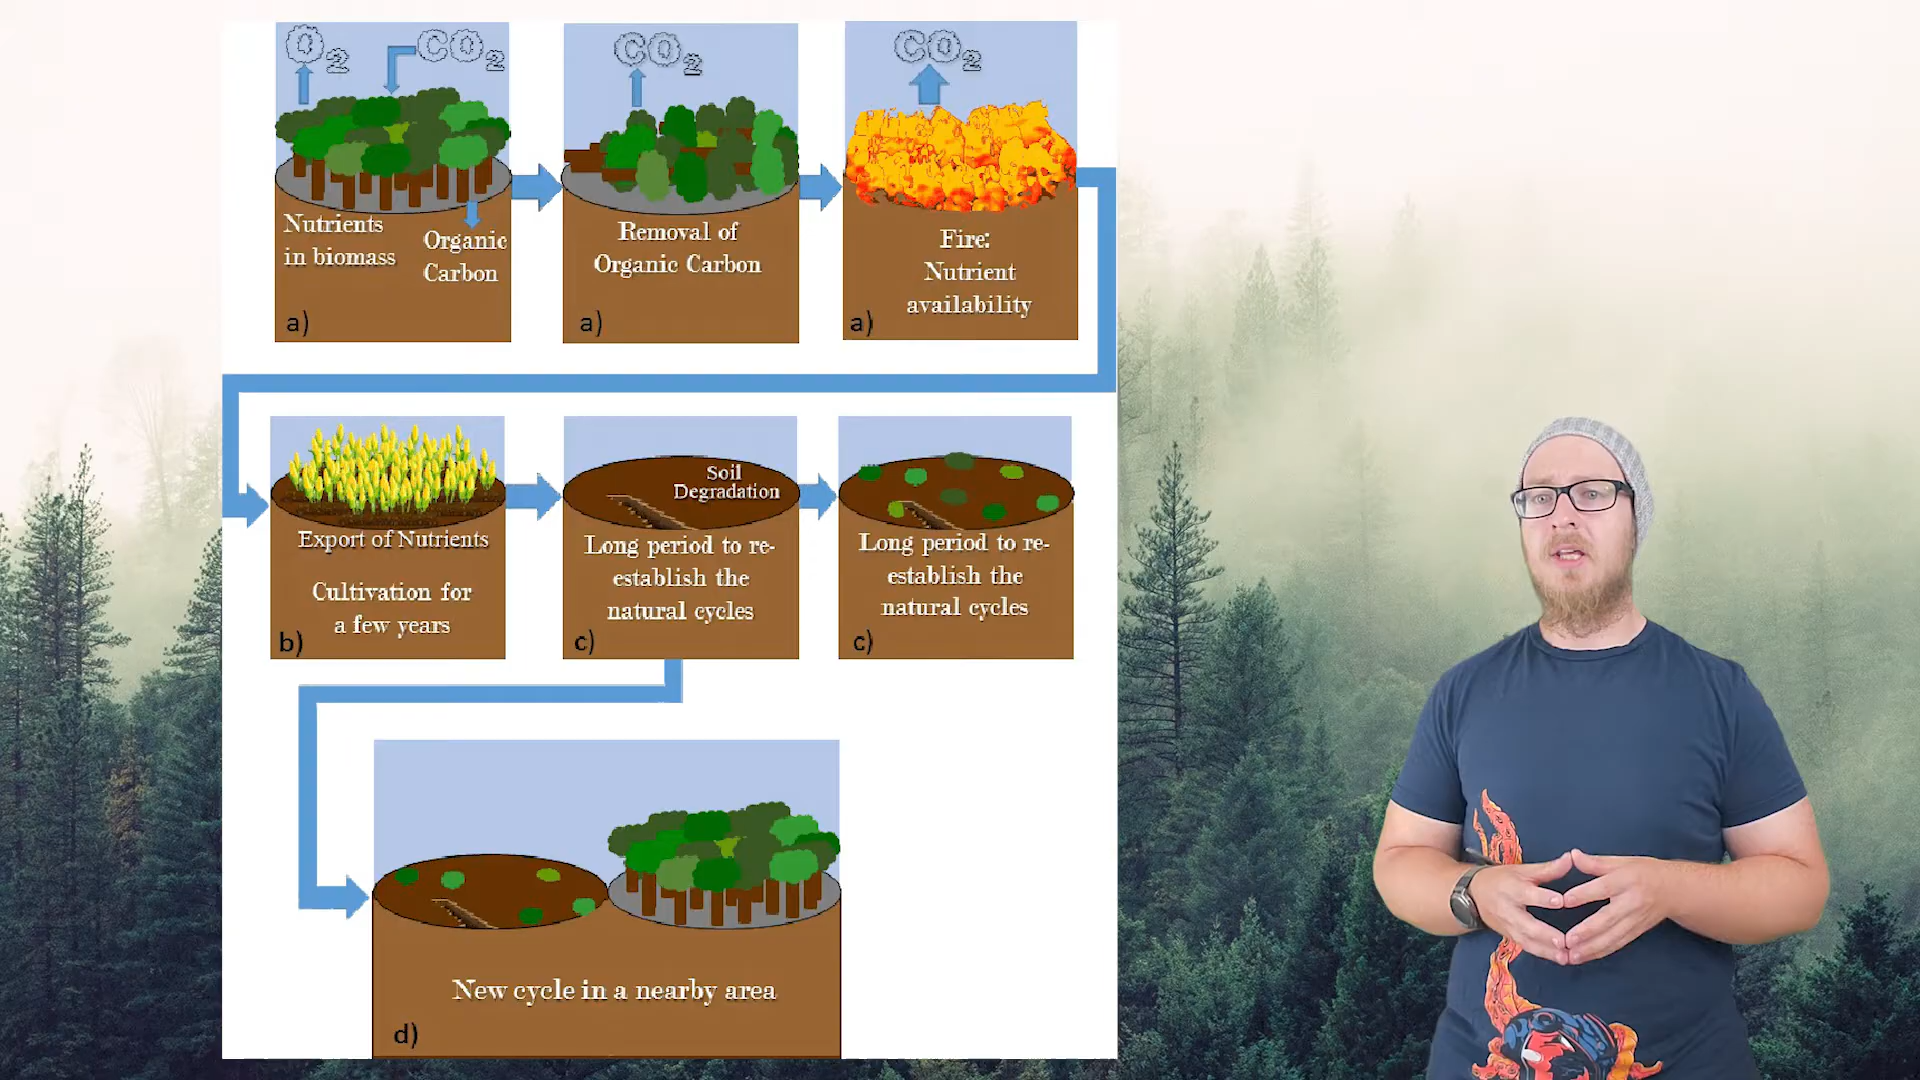 O2
CO2
CO2
CO2
Nutrients
in biomass
Organic
Carbon
a)
Removal of
Organic Carbon
a)
Fire:
Nutrient
availability
a)
Export of Nutrients
Cultivation for
a few years
b)
Soil
Degradation
Long period to re-
establish the
natural cycles
c)
Long period to re-
establish the
natural cycles
c)
New cycle in a nearby area
d)